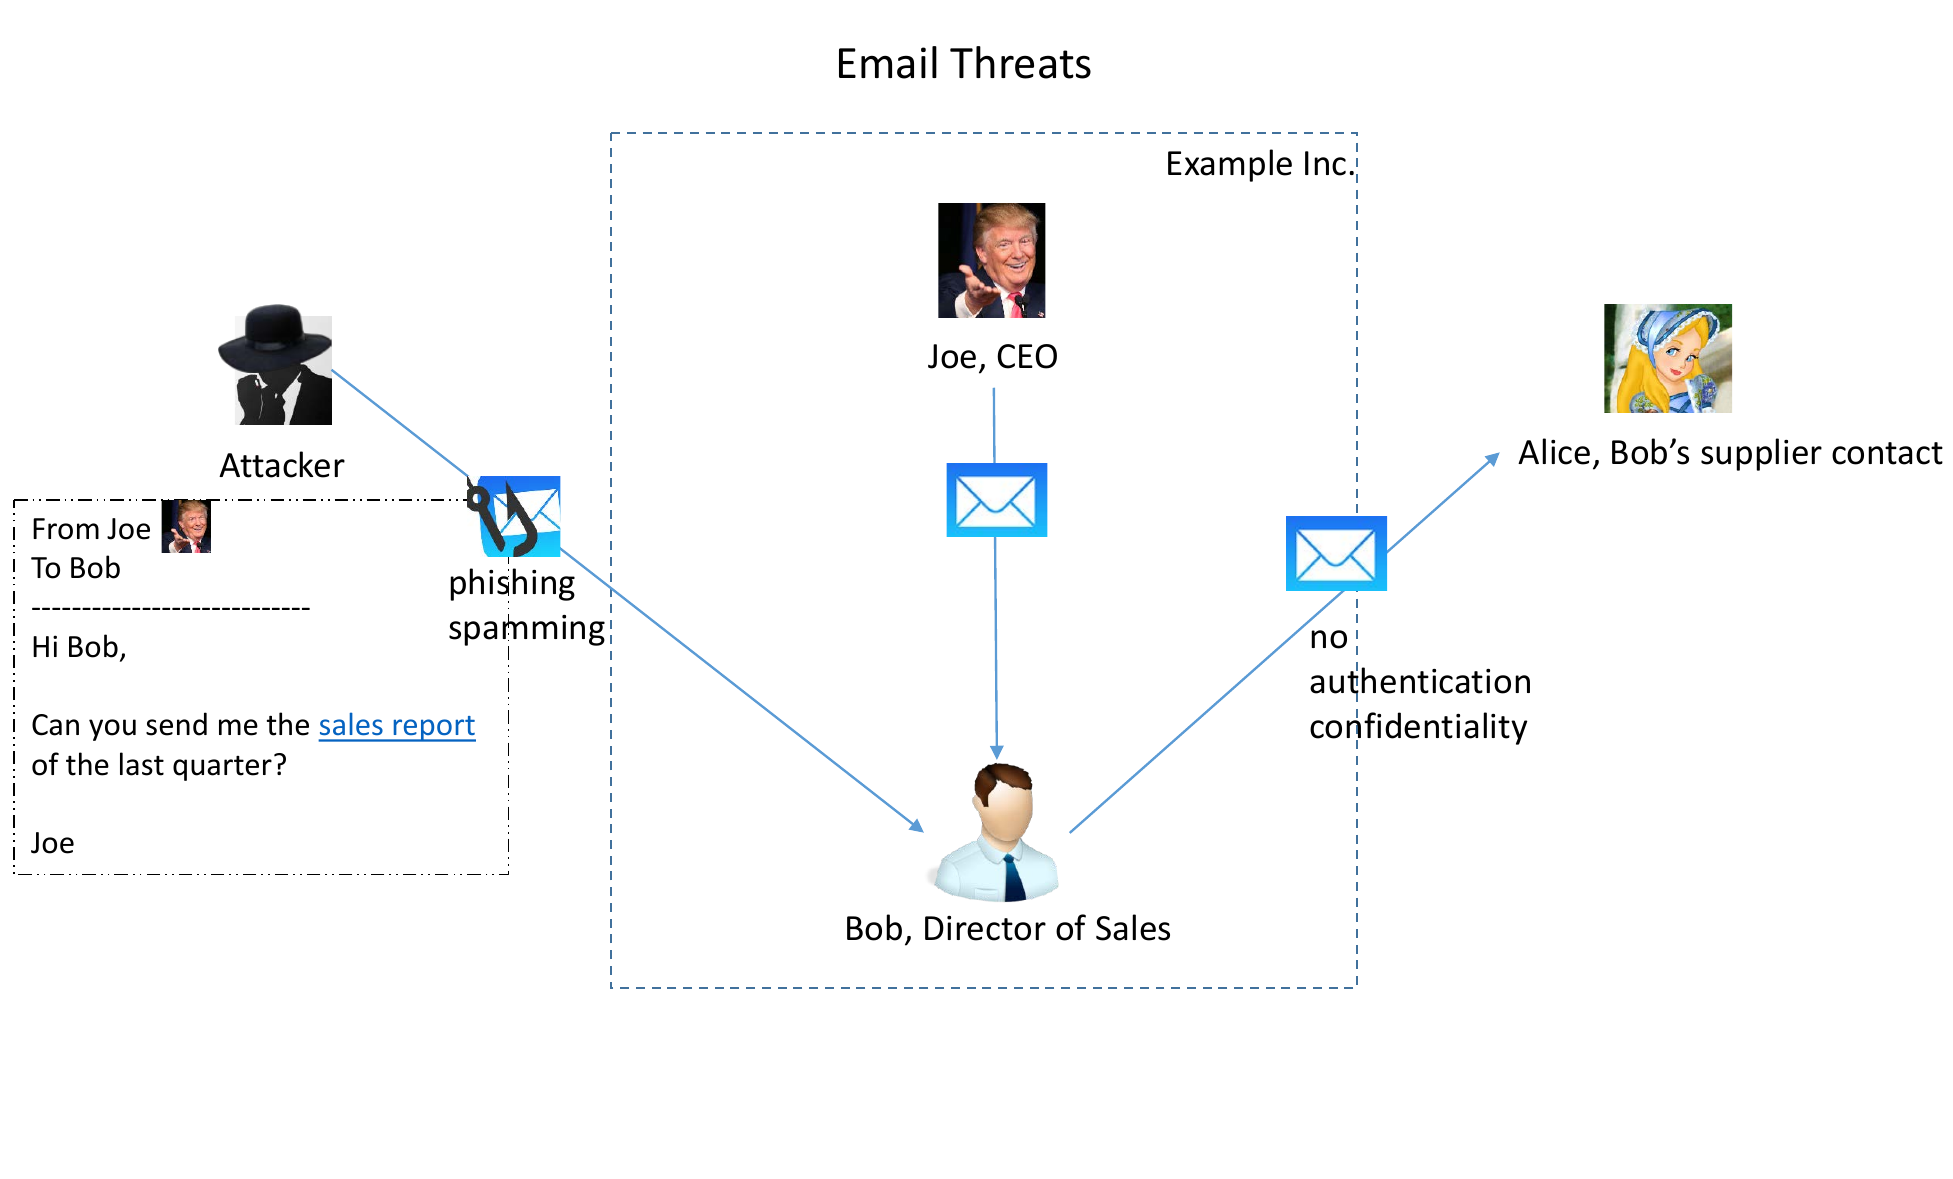 Email Threats
Example Inc.
Joe, CEO
Attacker
Alice, Bob’s supplier contact
From Joe
To Bob
----------------------------
Hi Bob,
Can you send me the sales report
of the last quarter?
Joe
phishing
spamming
no
authentication
confidentiality
Bob, Director of Sales